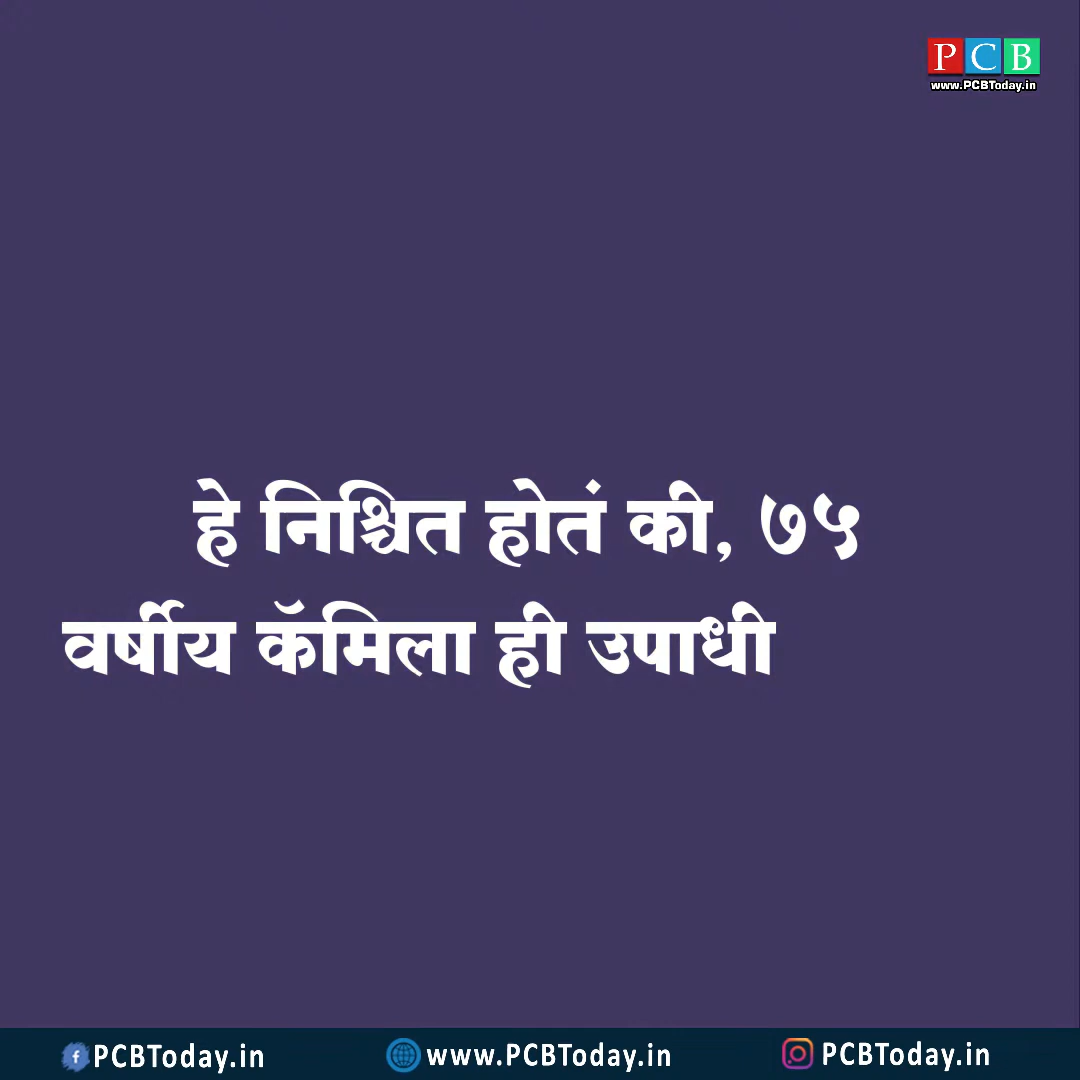 PCB
www.PCBToday.in
हे निश्चित होतं की, ७५
वर्षीय कॅमिला ही उपाधी
PCBToday.in www.PCBToday.in PCBToday.in